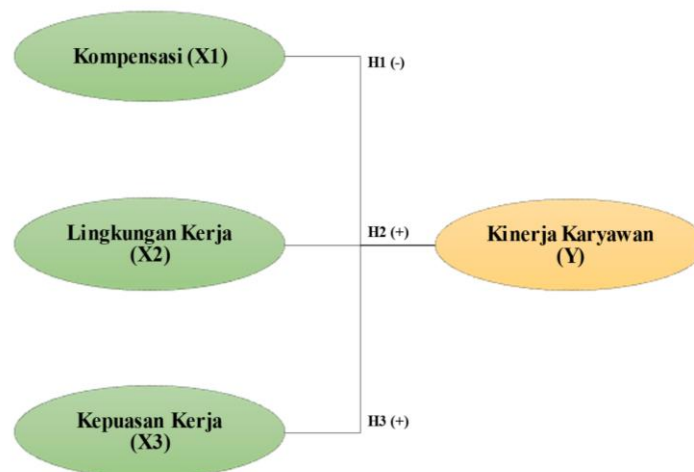 Kompensasi (X1)
H1 (-)
Lingkungan Kerja
(X2)
H2 (+)
Kinerja Karyawan
(Y)
Kepuasan Kerja
(X3)
H3 (+)